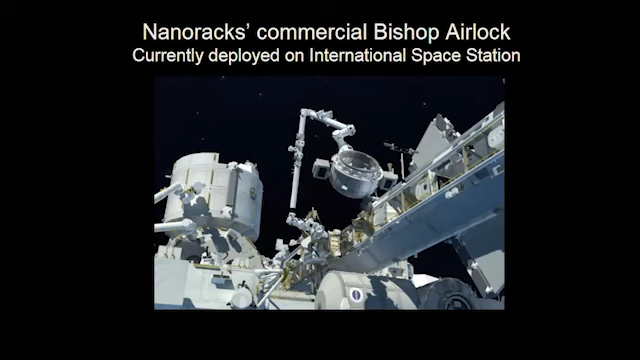 Nanoracks' commercial Bishop Airlock
Currently deployed on International Space Station